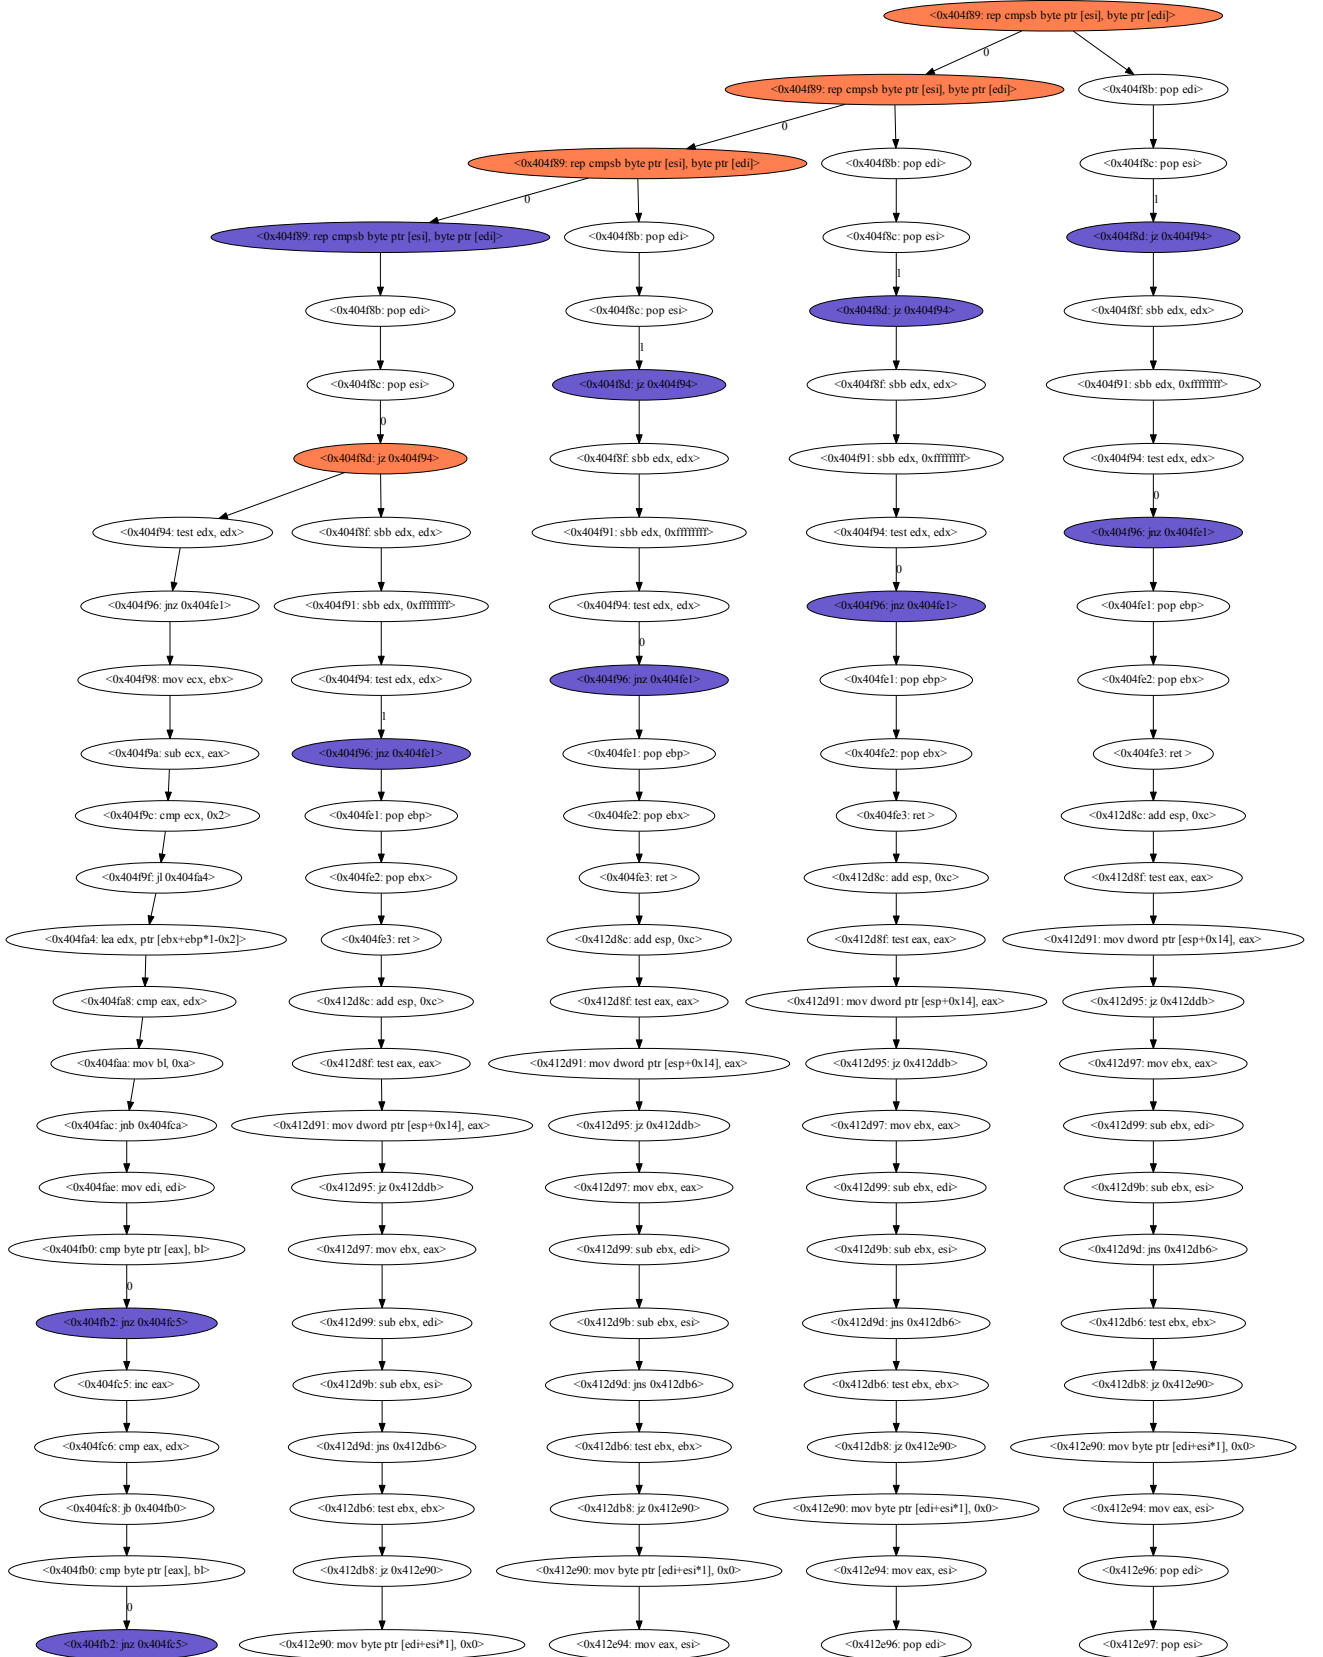 <0x404f89: rep cmpsb byte ptr [esi], byte ptr [edi]>
0
<0x404f89: rep cmpsb byte ptr [esi], byte ptr [edi]>
<0x404f8b: pop edi>
0
<0x404f89: rep cmpsb byte ptr [esi], byte ptr [edi]>
<0x404f8b: pop edi>
<0x404f8c: pop esi>
0
1
<0x404f89: rep cmpsb byte ptr [esi], byte ptr [edi]>
<0x404f8b: pop edi>
<0x404f8c: pop esi>
<0x404f8d: jz 0x404f94>
1
<0x404f8b: pop edi>
<0x404f8c: pop esi>
<0x404f8d: jz 0x404f94>
<0x404f8f: sbb edx, edx>
1
<0x404f8c: pop esi>
<0x404f8d: jz 0x404f94>
<0x404f8f: sbb edx, edx>
<0x404f91: sbb edx, 0xffffffff>
0
<0x404f8d: jz 0x404f94>
<0x404f8f: sbb edx, edx>
<0x404f91: sbb edx, 0xffffffff>
<0x404f94: test edx, edx>
0
<0x404f94: test edx, edx>
<0x404f8f: sbb edx, edx>
<0x404f91: sbb edx, 0xffffffff>
<0x404f94: test edx, edx>
<0x404f96: jnz 0x404fe1>
0
<0x404f96: jnz 0x404fe1>
<0x404f91: sbb edx, 0xffffffff>
<0x404f94: test edx, edx>
<0x404f96: jnz 0x404fe1>
<0x404fe1: pop ebp>
0
<0x404f98: mov ecx, ebx>
<0x404f94: test edx, edx>
<0x404f96: jnz 0x404fe1>
<0x404fe1: pop ebp>
<0x404fe2: pop ebx>
1
<0x404f9a: sub ecx, eax>
<0x404f96: jnz 0x404fe1>
<0x404fe1: pop ebp>
<0x404fe2: pop ebx>
<0x404fe3: ret >
<0x404f9c: cmp ecx, 0x2>
<0x404fe1: pop ebp>
<0x404fe2: pop ebx>
<0x404fe3: ret >
<0x412d8c: add esp, 0xc>
<0x404f9f: jl 0x404fa4>
<0x404fe2: pop ebx>
<0x404fe3: ret >
<0x412d8c: add esp, 0xc>
<0x412d8f: test eax, eax>
<0x404fa4: lea edx, ptr [ebx+ebp*1-0x2]>
<0x404fe3: ret >
<0x412d8c: add esp, 0xc>
<0x412d8f: test eax, eax>
<0x412d91: mov dword ptr [esp+0x14], eax>
<0x404fa8: cmp eax, edx>
<0x412d8c: add esp, 0xc>
<0x412d8f: test eax, eax>
<0x412d91: mov dword ptr [esp+0x14], eax>
<0x412d95: jz 0x412ddb>
<0x404faa: mov bl, 0xa>
<0x412d8f: test eax, eax>
<0x412d91: mov dword ptr [esp+0x14], eax>
<0x412d95: jz 0x412ddb>
<0x412d97: mov ebx, eax>
<0x404fac: jnb 0x404fca>
<0x412d91: mov dword ptr [esp+0x14], eax>
<0x412d95: jz 0x412ddb>
<0x412d97: mov ebx, eax>
<0x412d99: sub ebx, edi>
<0x404fae: mov edi, edi>
<0x412d95: jz 0x412ddb>
<0x412d97: mov ebx, eax>
<0x412d99: sub ebx, edi>
<0x412d9b: sub ebx, esi>
<0x404fb0: cmp byte ptr [eax], bl>
<0x412d97: mov ebx, eax>
<0x412d99: sub ebx, edi>
<0x412d9b: sub ebx, esi>
<0x412d9d: jns 0x412db6>
0
<0x404fb2: jnz 0x404fc5>
<0x412d99: sub ebx, edi>
<0x412d9b: sub ebx, esi>
<0x412d9d: jns 0x412db6>
<0x412db6: test ebx, ebx>
<0x404fc5: inc eax>
<0x412d9b: sub ebx, esi>
<0x412d9d: jns 0x412db6>
<0x412db6: test ebx, ebx>
<0x412db8: jz 0x412e90>
<0x404fc6: cmp eax, edx>
<0x412d9d: jns 0x412db6>
<0x412db6: test ebx, ebx>
<0x412db8: jz 0x412e90>
<0x412e90: mov byte ptr [edi+esi*1], 0x0>
<0x404fc8: jb 0x404fb0>
<0x412db6: test ebx, ebx>
<0x412db8: jz 0x412e90>
<0x412e90: mov byte ptr [edi+esi*1], 0x0>
<0x412e94: mov eax, esi>
<0x404fb0: cmp byte ptr [eax], bl>
<0x412db8: jz 0x412e90>
<0x412e90: mov byte ptr [edi+esi*1], 0x0>
<0x412e94: mov eax, esi>
<0x412e96: pop edi>
0
<0x404fb2: jnz 0x404fc5>
<0x412e90: mov byte ptr [edi+esi*1], 0x0>
<0x412e94: mov eax, esi>
<0x412e96: pop edi>
<0x412e97: pop esi>